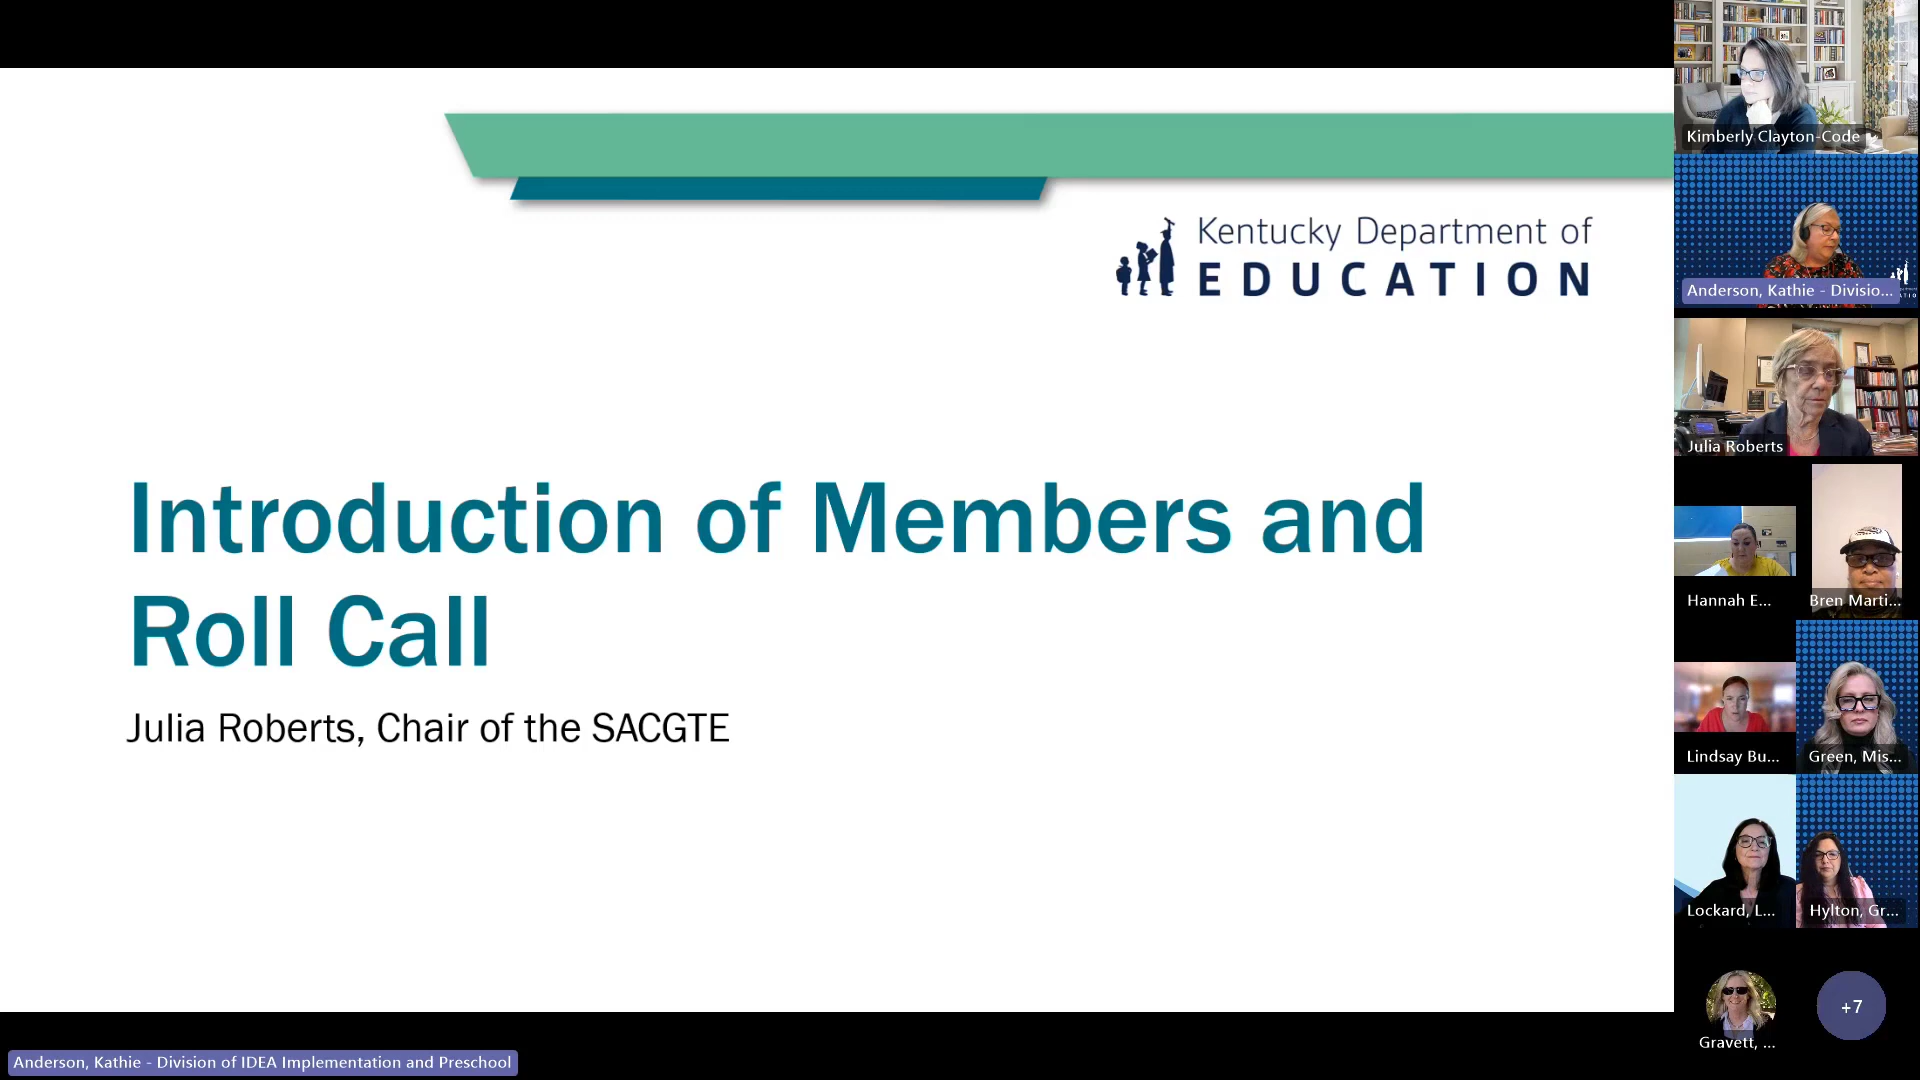 Kentucky Department of
EDUCATION
Introduction of Members and
Roll Call
Julia Roberts, Chair of the SACGTE
Kimberly Clayton-Code
Anderson, Kathie - Divisio...
Julia Roberts
Hannah E...
Bren Marti...
Lindsay Bu...
Green, Mis...
Lockard, L...
Hylton, Gr...
Gravett, ...
+7
Anderson, Kathie - Division of IDEA Implementation and Preschool